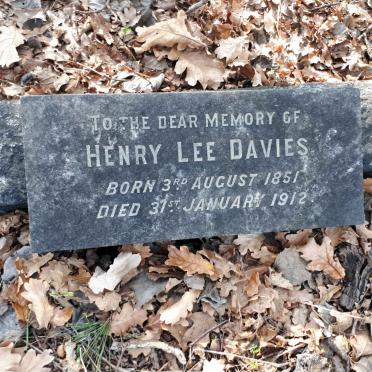 TO THE DEAR MEMORY OF
HENRY LEE DAVIES
BORN 3RD AUGUST 1851
DIED 31ST JANUARY 1912.